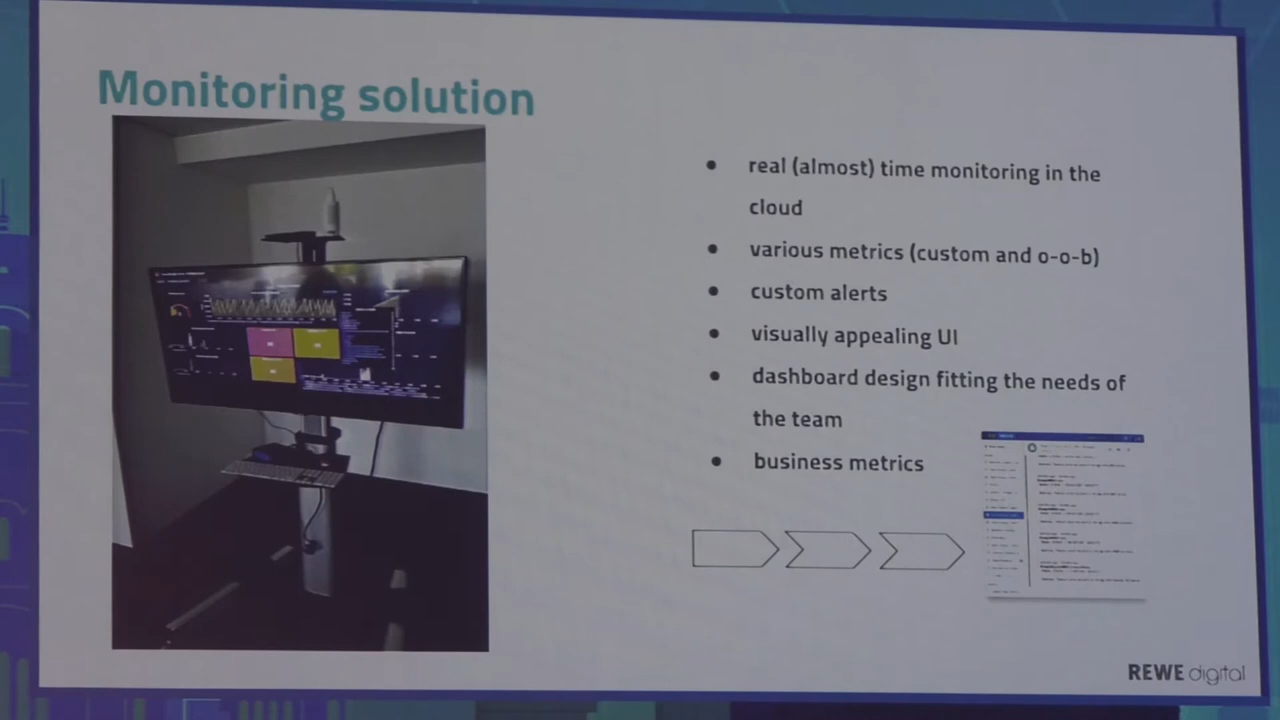 Monitoring solution
real (almost) time monitoring in the
cloud
various metrics (custom and o-o-b)
custom alerts
visually appealing UI
dashboard design fitting the needs of
the team
business metrics
REWE digital